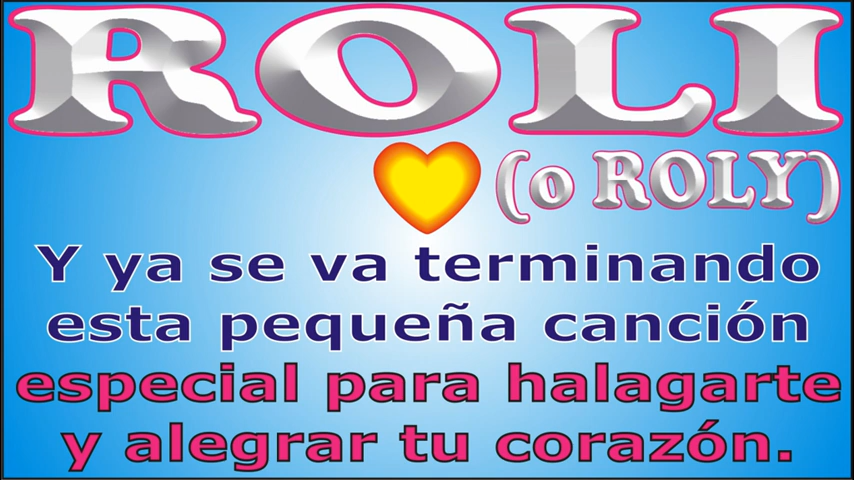 ROLI
(o ROLY)
Y ya se va terminando
esta pequeña canción
especial para halagarte
y alegrar tu corazón.